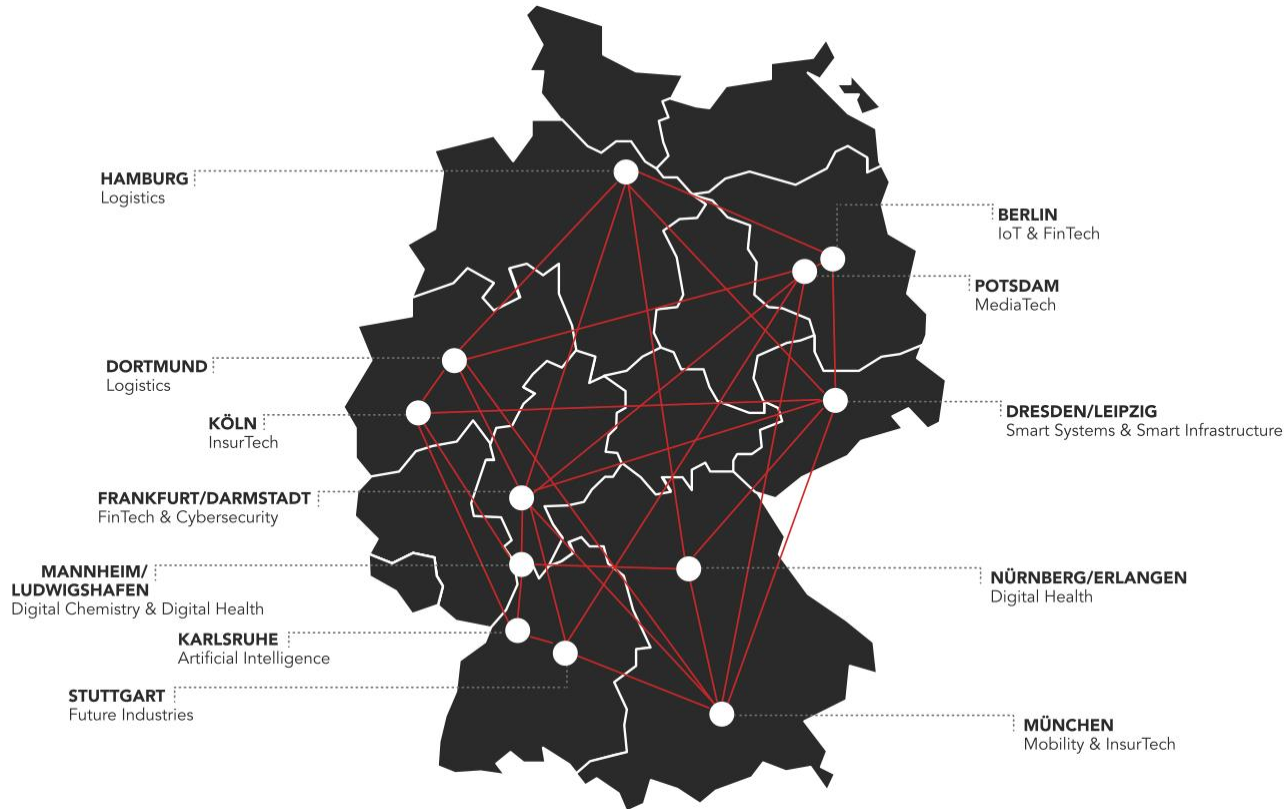 HAMBURG
Logistics
BERLIN
IoT & FinTech
POTSDAM
MediaTech
DORTMUND
Logistics
KÖLN
InsurTech
DRESDEN/LEIPZIG
Smart Systems & Smart Infrastructure
FRANKFURT/DARMSTADT
FinTech & Cybersecurity
MANNHEIM/
LUDWIGSHAFEN
Digital Chemistry & Digital Health
NÜRNBERG/ERLANGEN
Digital Health
KARLSRUHE
Artificial Intelligence
STUTTGART
Future Industries
MÜNCHEN
Mobility & InsurTech